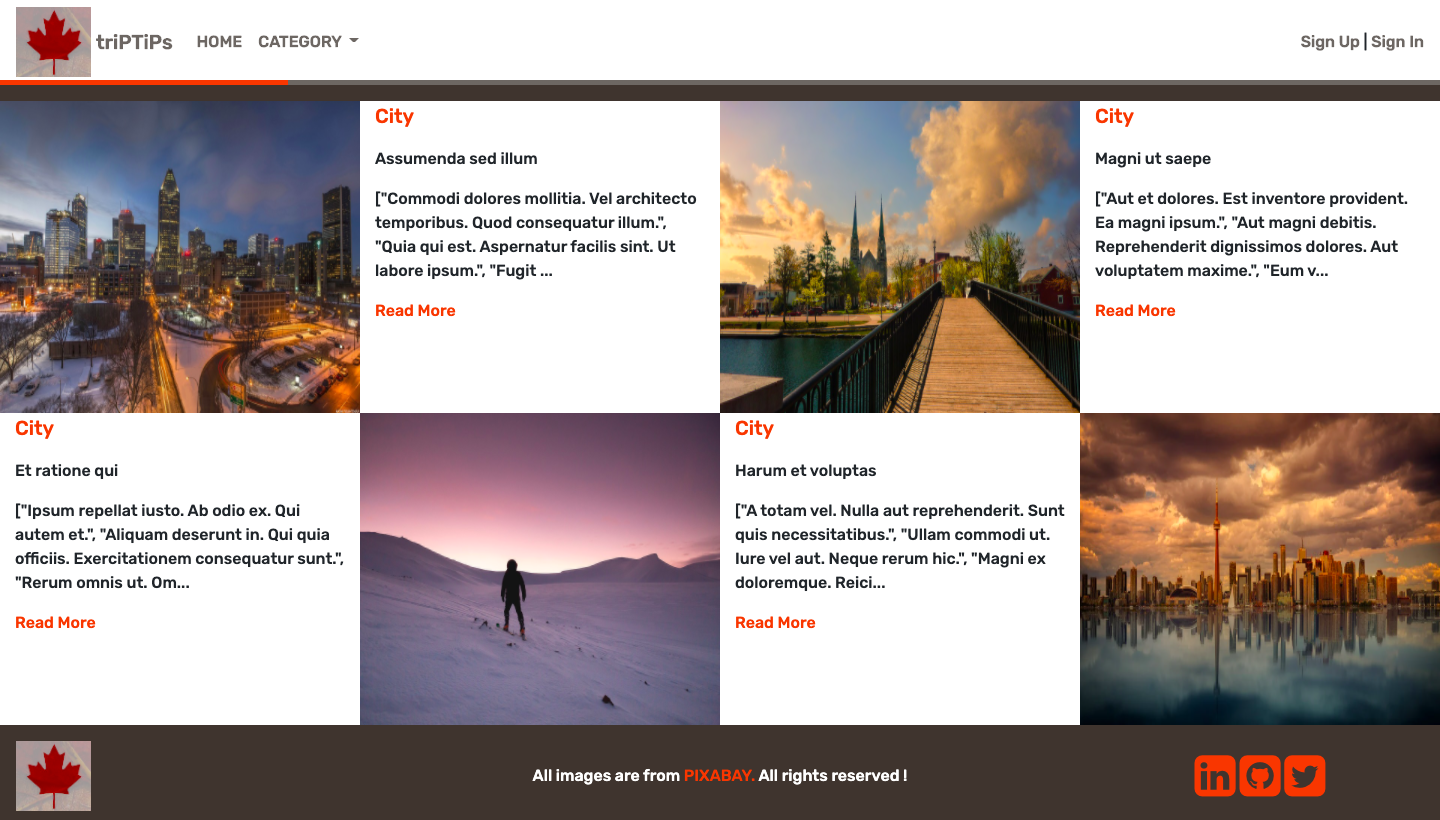 triPTiPs HOME CATEGORY Sign Up | Sign In
City
Assumenda sed illum
["Commodi dolores mollitia. Vel architecto
temporibus. Quod consequatur illum.",
"Quia qui est. Aspernatur facilis sint. Ut
labore ipsum.", "Fugit ...
Read More
City
Magni ut saepe
["Aut et dolores. Est inventore provident.
Ea magni ipsum.", "Aut magni debitis.
Reprehenderit dignissimos dolores. Aut
voluptatem maxime.", "Eum v...
Read More
City
Et ratione qui
["Ipsum repellat iusto. Ab odio ex. Qui
autem et.", "Aliquam deserunt in. Qui quia
officiis. Exercitationem consequatur sunt.",
"Rerum omnis ut. Om...
Read More
City
Harum et voluptas
["A totam vel. Nulla aut reprehenderit. Sunt
quis necessitatibus.", "Ullam commodi ut.
Iure vel aut. Neque rerum hic.", "Magni ex
doloremque. Reici...
Read More
All images are from PIXABAY. All rights reserved !
in